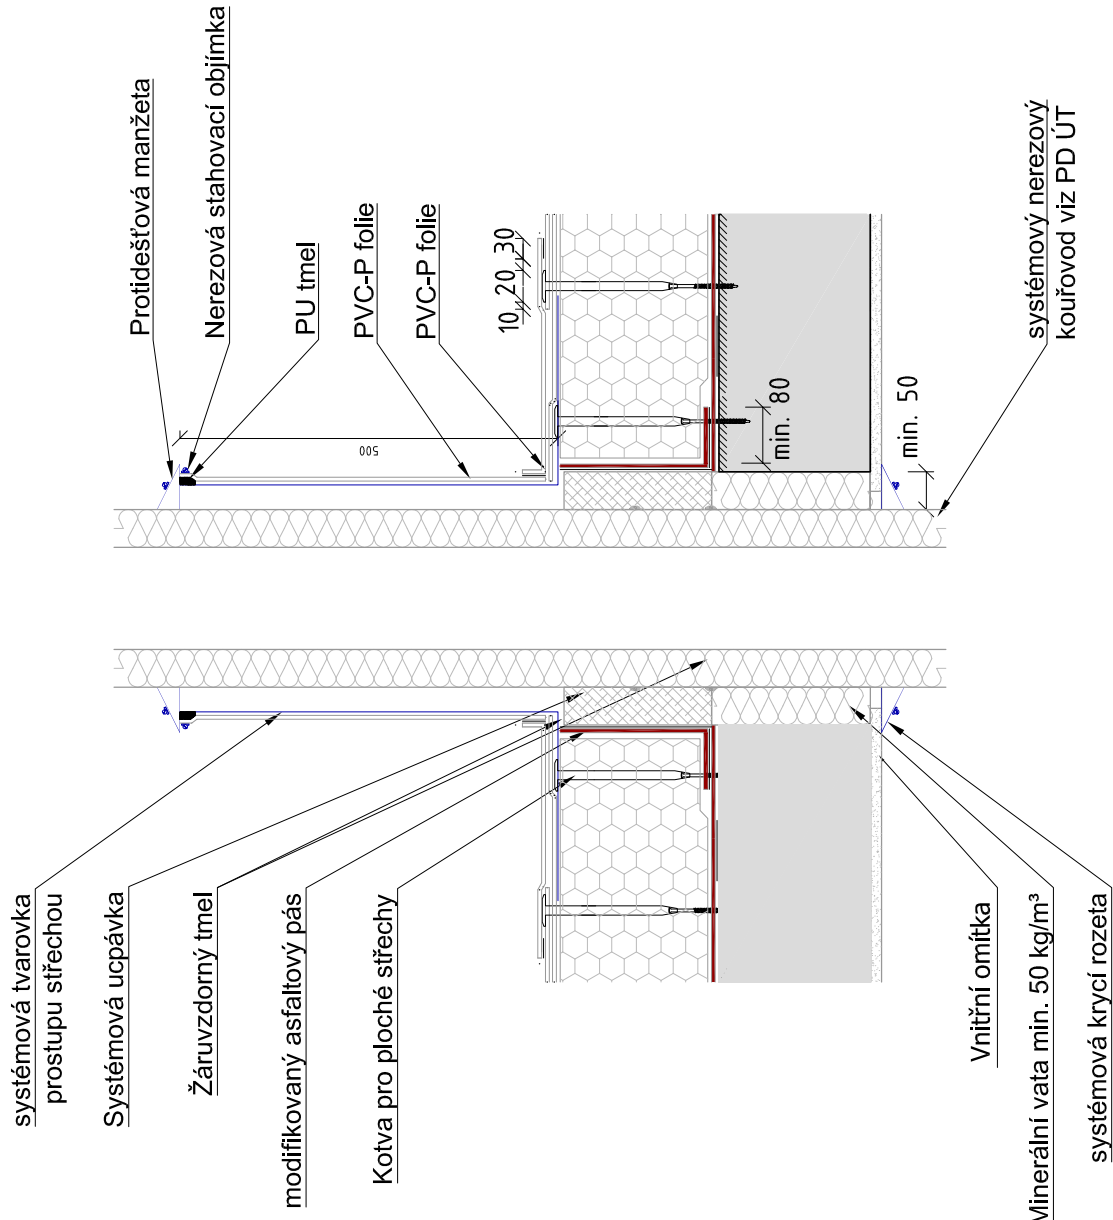 Protidešťová manžeta
Nerezová stahovací objímka
PU tmel
PVC-P folie
PVC-P folie
10
20
30
500
min. 80
min. 50
systémový nerezový
kouřovod viz PD ÚT
systémová tvarovka
prostupu střechou
Systémová ucpávka
Žáruvzdorný tmel
modifikovaný asfaltový pás
Kotva pro ploché střechy
Vnitřní omítka
Minerální vata min. 50 kg/m³
systémová krycí rozeta